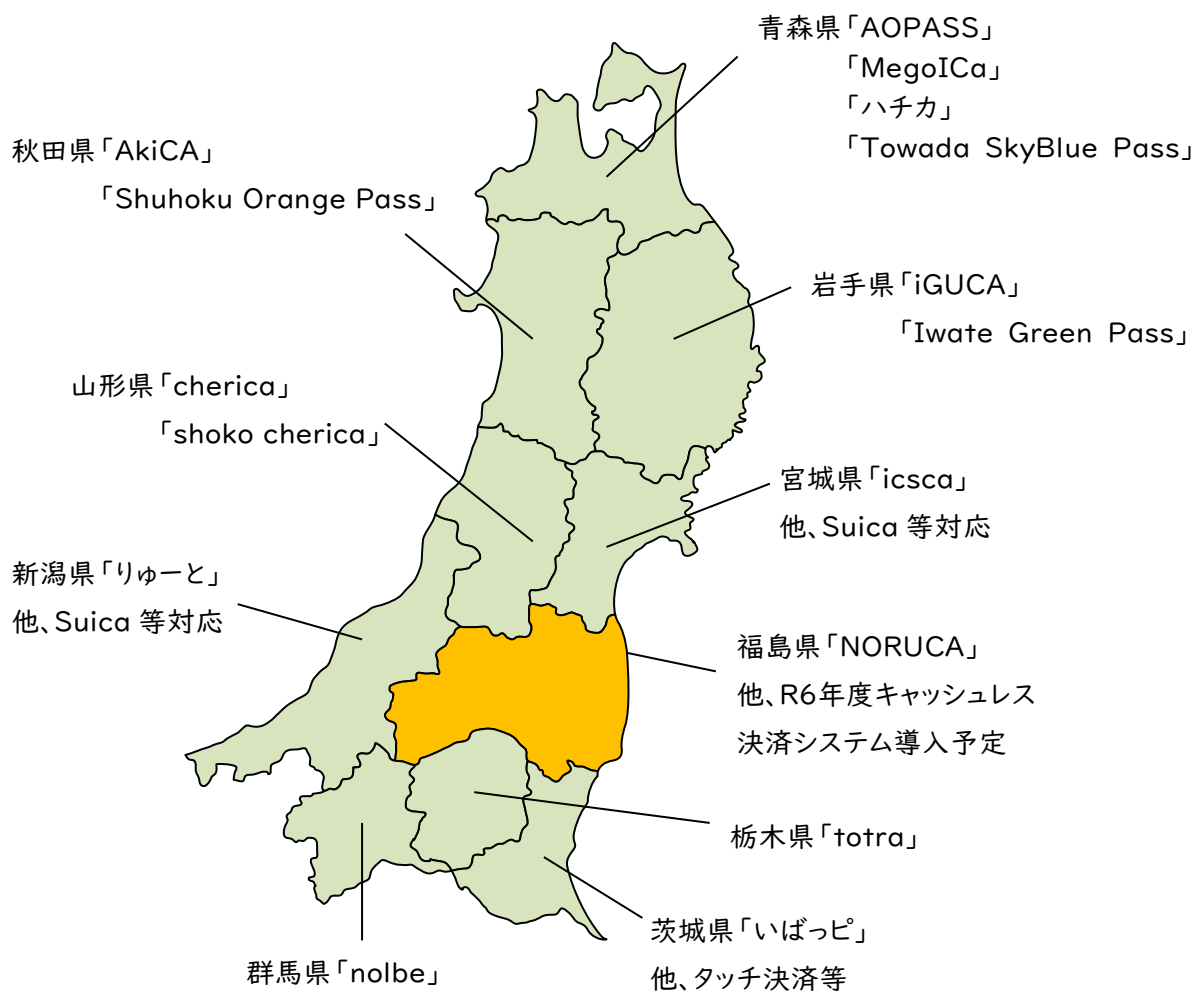 青森県「AOPASS」
「MegoICa」
「ハチカ」
「Towada SkyBlue Pass」
秋田県「AkiCA」
「Shuhoku Orange Pass」
岩手県「iGUCA」
「Iwate Green Pass」
山形県「cherica」
「shoko cherica」
宮城県「icsca」
他、Suica 等対応
新潟県「りゅーと」
他、Suica 等対応
福島県「NORUCA」
他、R6年度キャッシュレス
決済システム導入予定
栃木県「totra」
茨城県「いばっピ」
他、タッチ決済等
群馬県「nolbe」